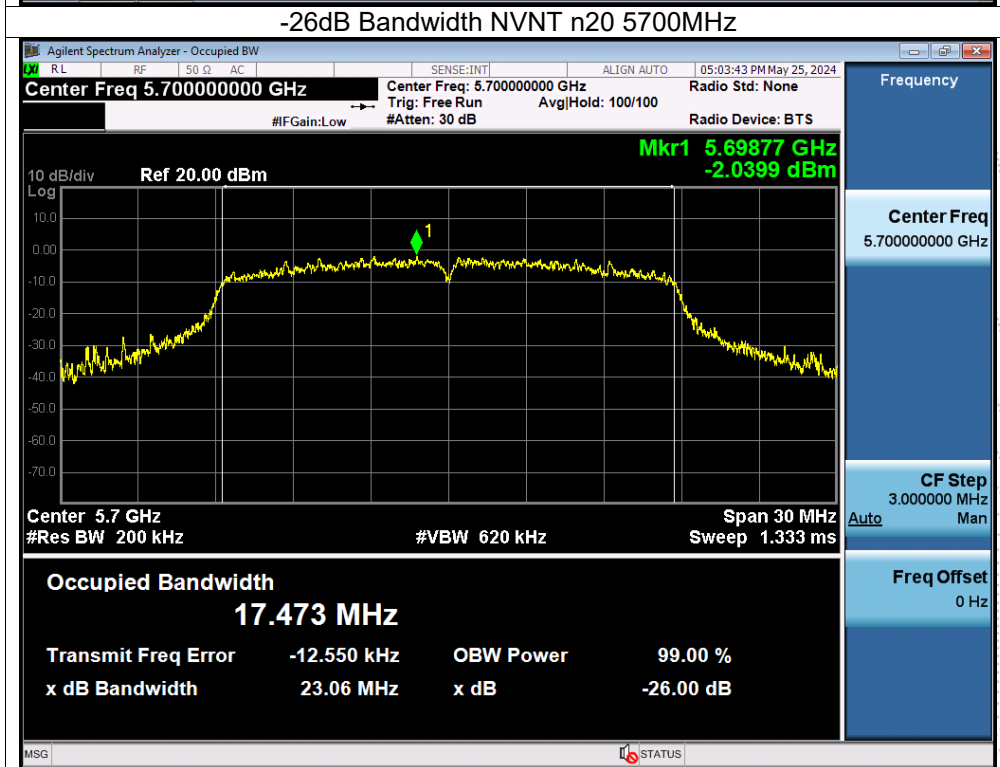 -26dB Bandwidth NVNT n20 5700MHz
Agilent Spectrum Analyzer - Occupied BW
LXI RL RF 50 Ω AC SENSE:INT ALIGN AUTO 05:03:43 PM May 25, 2024
Center Freq 5.700000000 GHz
Center Freq: 5.700000000 GHz Radio Std: None
Trig: Free Run Avg|Hold: 100/100
#IFGain:Low #Atten: 30 dB Radio Device: BTS
Frequency
Mkr1 5.69877 GHz
-2.0399 dBm
10 dB/div Ref 20.00 dBm
Log
10.0
0.00
-10.0
-20.0
-30.0
-40.0
-50.0
-60.0
-70.0
1
Center 5.7 GHz Span 30 MHz
#Res BW 200 kHz #VBW 620 kHz Sweep 1.333 ms
Occupied Bandwidth
17.473 MHz
Transmit Freq Error -12.550 kHz OBW Power 99.00 %
x dB Bandwidth 23.06 MHz x dB -26.00 dB
Center Freq
5.700000000 GHz
CF Step
3.000000 MHz
Auto Man
Freq Offset
0 Hz
MSG STATUS